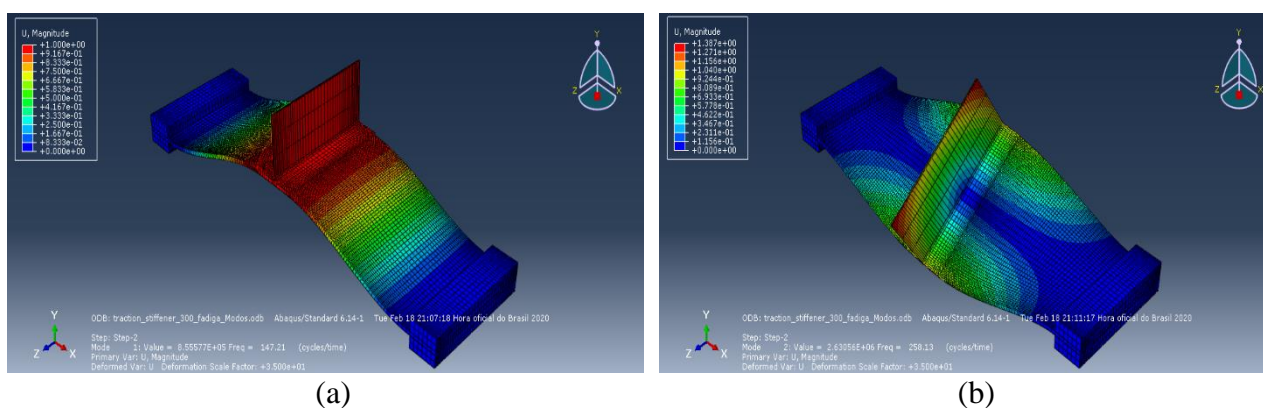 U, Magnitude
+1.000e+00
+9.167e-01
+8.333e-01
+7.500e-01
+6.667e-01
+5.833e-01
+5.000e-01
+4.167e-01
+3.333e-01
+2.500e-01
+1.667e-01
+8.333e-02
+0.000e+00
Y
Z X
ODB: traction_stiffener_300_fadiga_Modos.odb Abaqus/Standard 6.14-1 Tue Feb 18 21:07:18 Hora oficial do Brasil 2020
Y
Z X
Step: Step-2
Mode 1: Value = 8.55577E+05 Freq = 147.21 (cycles/time)
Primary Var: U, Magnitude
Deformed Var: U Deformation Scale Factor: +3.500e+01
(a)
U, Magnitude
+1.387e+00
+1.271e+00
+1.156e+00
+1.040e+00
+9.244e-01
+8.089e-01
+6.933e-01
+5.778e-01
+4.622e-01
+3.467e-01
+2.311e-01
+1.156e-01
+0.000e+00
Y
Z X
ODB: traction_stiffener_300_fadiga_Modos.odb Abaqus/Standard 6.14-1 Tue Feb 18 21:11:17 Hora oficial do Brasil 2020
Y
Z X
Step: Step-2
Mode 2: Value = 2.63056E+06 Freq = 258.13 (cycles/time)
Primary Var: U, Magnitude
Deformed Var: U Deformation Scale Factor: +3.500e+01
(b)